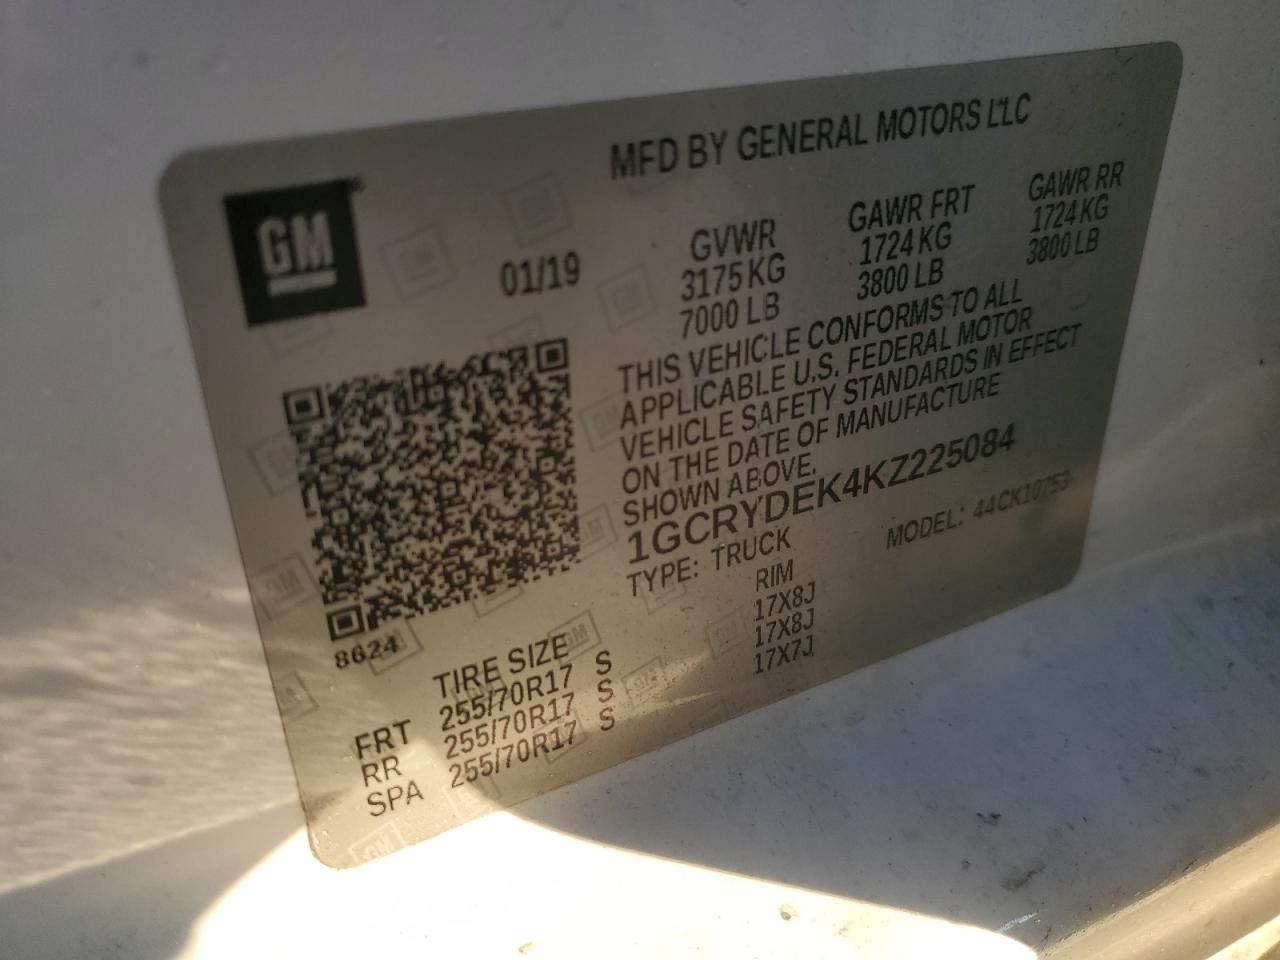 GM
MFD BY GENERAL MOTORS LLC
01/19
GVWR GAWR FRT GAWR RR
3175 KG 1724 KG 1724 KG
7000 LB 3800 LB 3800 LB
THIS VEHICLE CONFORMS TO ALL
APPLICABLE U.S. FEDERAL MOTOR
VEHICLE SAFETY STANDARDS IN EFFECT
ON THE DATE OF MANUFACTURE
SHOWN ABOVE.
1GCRYDEK4KZ225084
TYPE: TRUCK MODEL: 44CK10753
8624
TIRE SIZE RIM
FRT 255/70R17 S 17X8J
RR 255/70R17 S 17X8J
SPA 255/70R17 S 17X7J